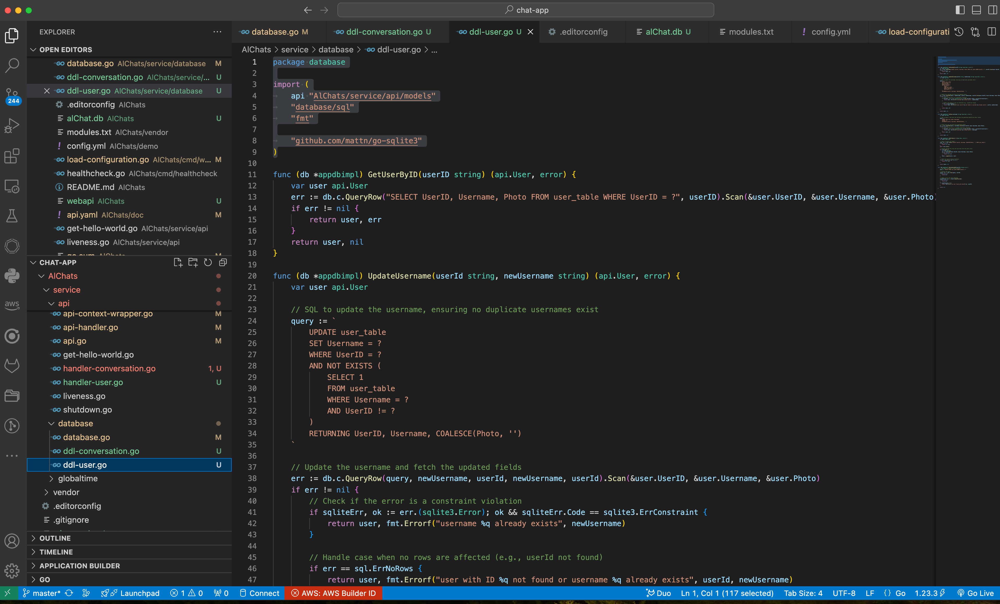 chat-app
EXPLORER
OPEN EDITORS
database.go AlChats/service/database M
ddl-conversation.go AlChats/service/... U
ddl-user.go AlChats/service/database U
.editorconfig AlChats
alChat.db AlChats U
modules.txt AlChats/vendor
config.yml AlChats/demo
load-configuration.go AlChats/cmd/w... M
healthcheck.go AlChats/cmd/healthcheck
README.md AlChats
webapi AlChats U
api.yaml AlChats/doc M
get-hello-world.go AlChats/service/api
liveness.go AlChats/service/api
CHAT-APP
AlChats
service
api
api-context-wrapper.go M
api-handler.go M
api.go M
get-hello-world.go
handler-conversation.go 1, U
handler-user.go U
liveness.go
shutdown.go
database
database.go M
ddl-conversation.go U
ddl-user.go U
globaltime
vendor
.editorconfig
.gitignore
OUTLINE
TIMELINE
APPLICATION BUILDER
GO
244
aws
database.go M ddl-conversation.go U ddl-user.go U .editorconfig alChat.db U modules.txt config.yml load-configurati
AlChats > service > database > ddl-user.go > ...
1 package database
2
3 import (
4 api "AlChats/service/api/models"
5 "database/sql"
6 "fmt"
7
8 "github.com/mattn/go-sqlite3"
9 )
10
11 func (db *appdbimpl) GetUserByID(userID string) (api.User, error) {
12 var user api.User
13 err := db.c.QueryRow("SELECT UserID, Username, Photo FROM user_table WHERE UserID = ?", userID).Scan(&user.UserID, &user.Username, &user.Photo)
14 if err != nil {
15 return user, err
16 }
17 return user, nil
18 }
19
20 func (db *appdbimpl) UpdateUsername(userId string, newUsername string) (api.User, error) {
21 var user api.User
22
23 // SQL to update the username, ensuring no duplicate usernames exist
24 query := `
25 UPDATE user_table
26 SET Username = ?
27 WHERE UserID = ?
28 AND NOT EXISTS (
29 SELECT 1
30 FROM user_table
31 WHERE Username = ?
32 AND UserID != ?
33 )
34 RETURNING UserID, Username, COALESCE(Photo, '')
35 `
36
37 // Update the username and fetch the updated fields
38 err := db.c.QueryRow(query, newUsername, userId, newUsername, userId).Scan(&user.UserID, &user.Username, &user.Photo)
39 if err != nil {
40 // Check if the error is a constraint violation
41 if sqliteErr, ok := err.(sqlite3.Error); ok && sqliteErr.Code == sqlite3.ErrConstraint {
42 return user, fmt.Errorf("username %q already exists", newUsername)
43 }
44
45 // Handle case when no rows are affected (e.g., userId not found)
46 if err == sql.ErrNoRows {
47 return user, fmt.Errorf("user with ID %q not found or username %q already exists", userId, newUsername)
master* Launchpad 1 0 0 Connect AWS: AWS Builder ID Duo Ln 1, Col 1 (117 selected) Tab Size: 4 UTF-8 LF {} Go 1.23.3 Go Live